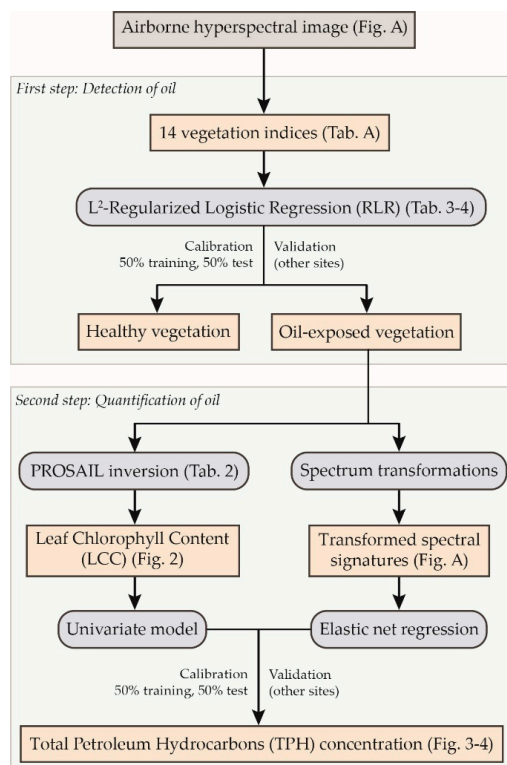 Airborne hyperspectral image (Fig. A)
First step: Detection of oil
14 vegetation indices (Tab. A)
L²-Regularized Logistic Regression (RLR) (Tab. 3-4)
Calibration
50% training, 50% test
Validation
(other sites)
Healthy vegetation
Oil-exposed vegetation
Second step: Quantification of oil
PROSAIL inversion (Tab. 2)
Spectrum transformations
Leaf Chlorophyll Content
(LCC) (Fig. 2)
Transformed spectral
signatures (Fig. A)
Univariate model
Elastic net regression
Calibration
50% training, 50% test
Validation
(other sites)
Total Petroleum Hydrocarbons (TPH) concentration (Fig. 3-4)